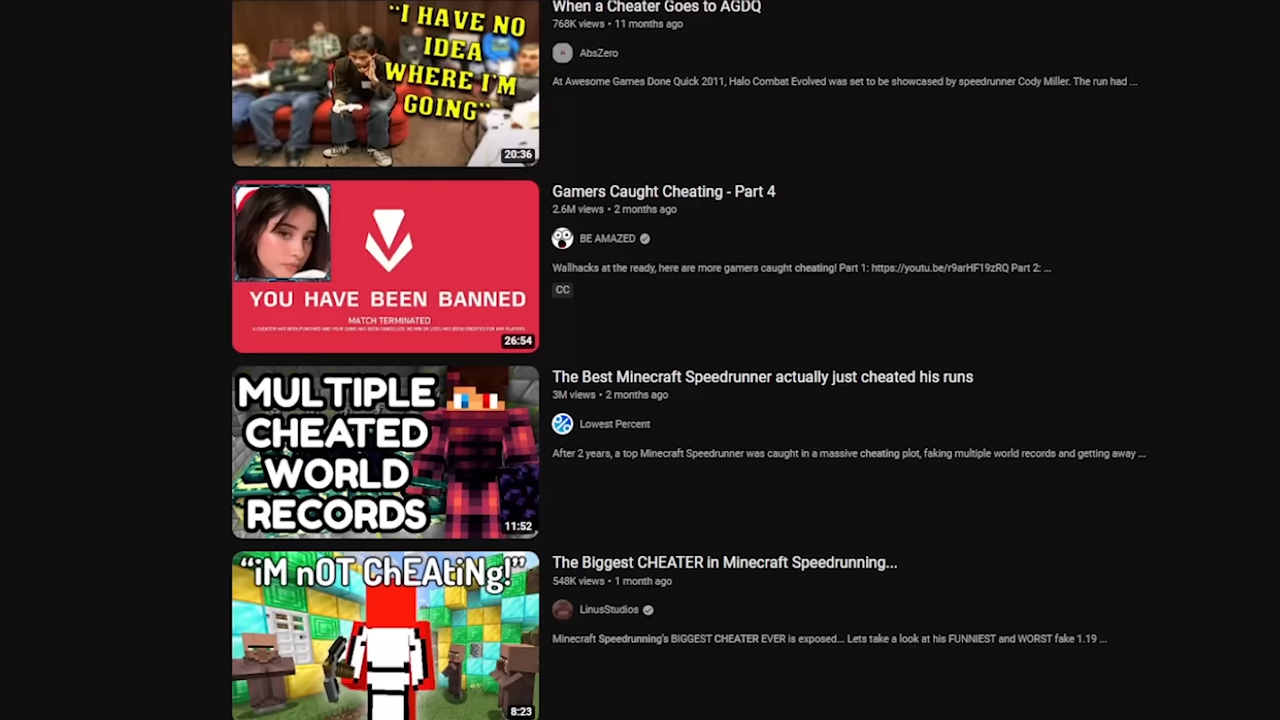 "I HAVE NO
IDEA
WHERE I'M
GOING"
20:36
When a Cheater Goes to AGDQ
768K views • 11 months ago
AbsZero
At Awesome Games Done Quick 2011, Halo Combat Evolved was set to be showcased by speedrunner Cody Miller. The run had ...
YOU HAVE BEEN BANNED
MATCH TERMINATED
A CHEATER HAS BEEN PUNISHED AND YOUR GAME HAS BEEN CANCELLED. NO WIN OR LOSS HAS BEEN CREDITED FOR ANY PLAYERS.
26:54
Gamers Caught Cheating - Part 4
2.6M views • 2 months ago
BE AMAZED
Wallhacks at the ready, here are more gamers caught cheating! Part 1: https://youtu.be/r9arHF19zRQ Part 2: ...
CC
MULTIPLE
CHEATED
WORLD
RECORDS
11:52
The Best Minecraft Speedrunner actually just cheated his runs
3M views • 2 months ago
Lowest Percent
After 2 years, a top Minecraft Speedrunner was caught in a massive cheating plot, faking multiple world records and getting away ...
"iM nOT ChEAtiNg!"
8:23
The Biggest CHEATER in Minecraft Speedrunning...
548K views • 1 month ago
LinusStudios
Minecraft Speedrunning's BIGGEST CHEATER EVER is exposed... Lets take a look at his FUNNIEST and WORST fake 1.19 ...